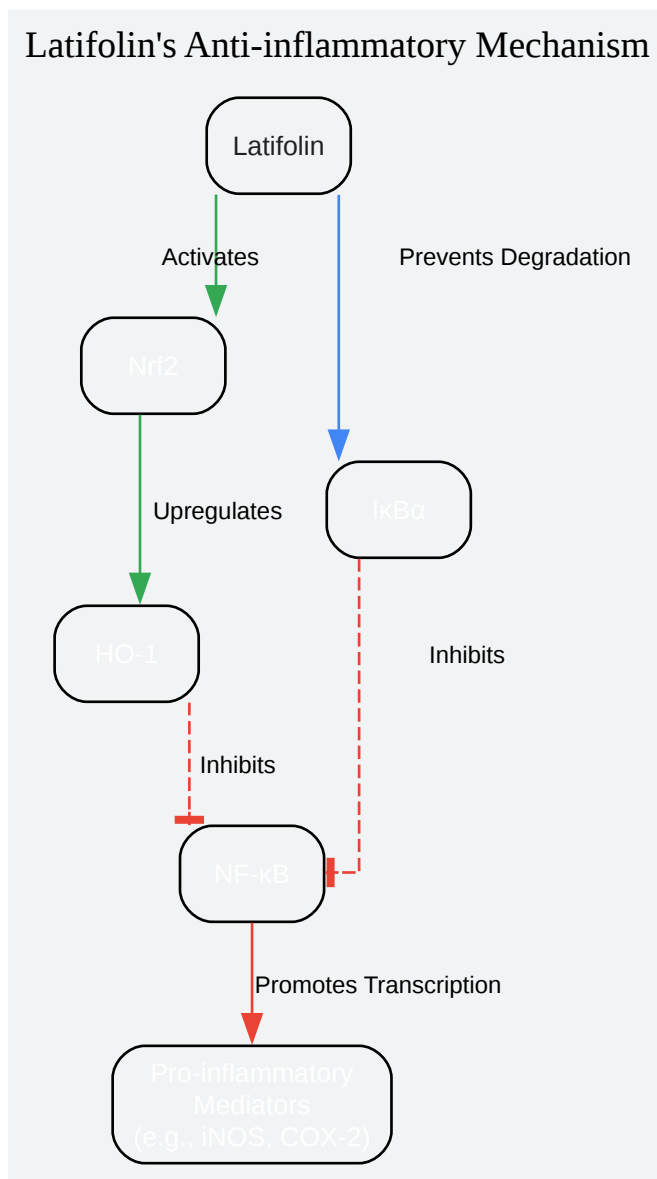 Latifolin's Anti-inflammatory Mechanism
Latifolin
Activates
Prevents Degradation
Nrf2
Upregulates
IκBα
HO-1
Inhibits
Inhibits
NF-κB
Promotes Transcription
Pro-inflammatory
Mediators
(e.g., iNOS, COX-2)